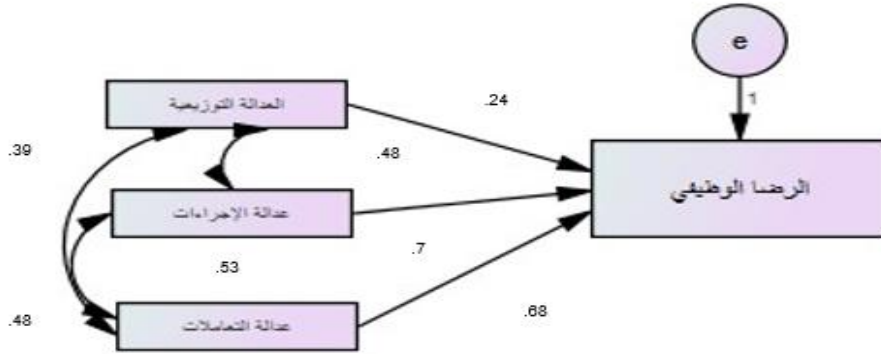 e
1
العدالة التوزيعية
.24
.39
.48
الرضا الوظيفي
عدالة الإجراءات
.7
.53
.68
.48
عدالة التعاملات